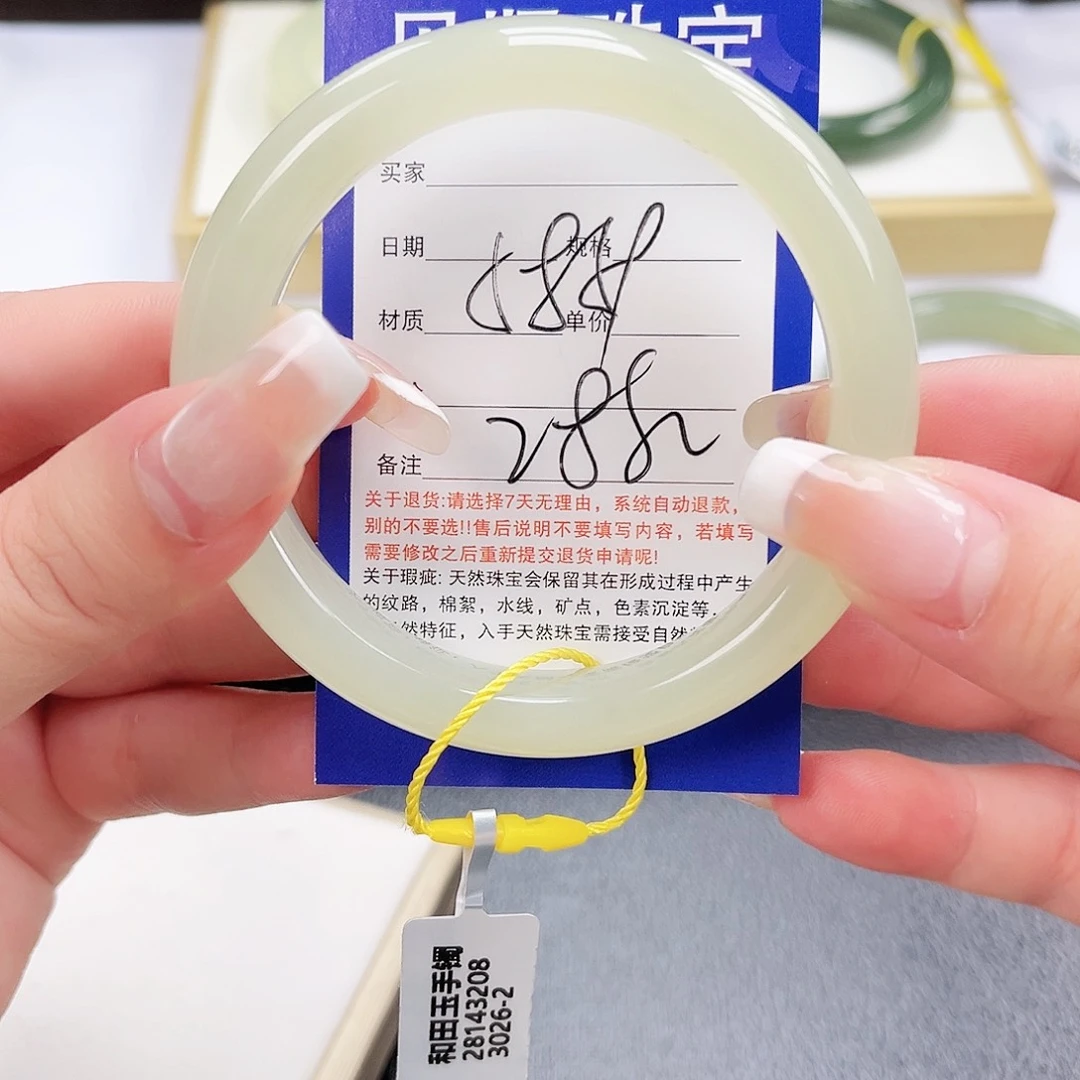 珠宝
买家
日期 规格
材质 单价
备注
关于退货:请选择7天无理由，系统自动退款，
别的不要选!!售后说明不要填写内容，若填写
需要修改之后重新提交退货申请呢!
关于瑕疵: 天然珠宝会保留其在形成过程中产生
的纹路，棉絮，水线，矿点，色素沉淀等
然特征，入手天然珠宝需接受自然
和田玉手镯
28143208
3026-2